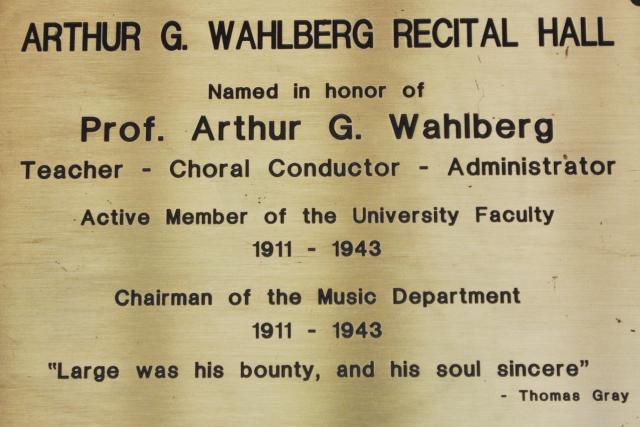 ARTHUR G. WAHLBERG RECITAL HALL
Named in honor of
Prof. Arthur G. Wahlberg
Teacher - Choral Conductor - Administrator
Active Member of the University Faculty
1911 - 1943
Chairman of the Music Department
1911 - 1943
"Large was his bounty, and his soul sincere"
- Thomas Gray